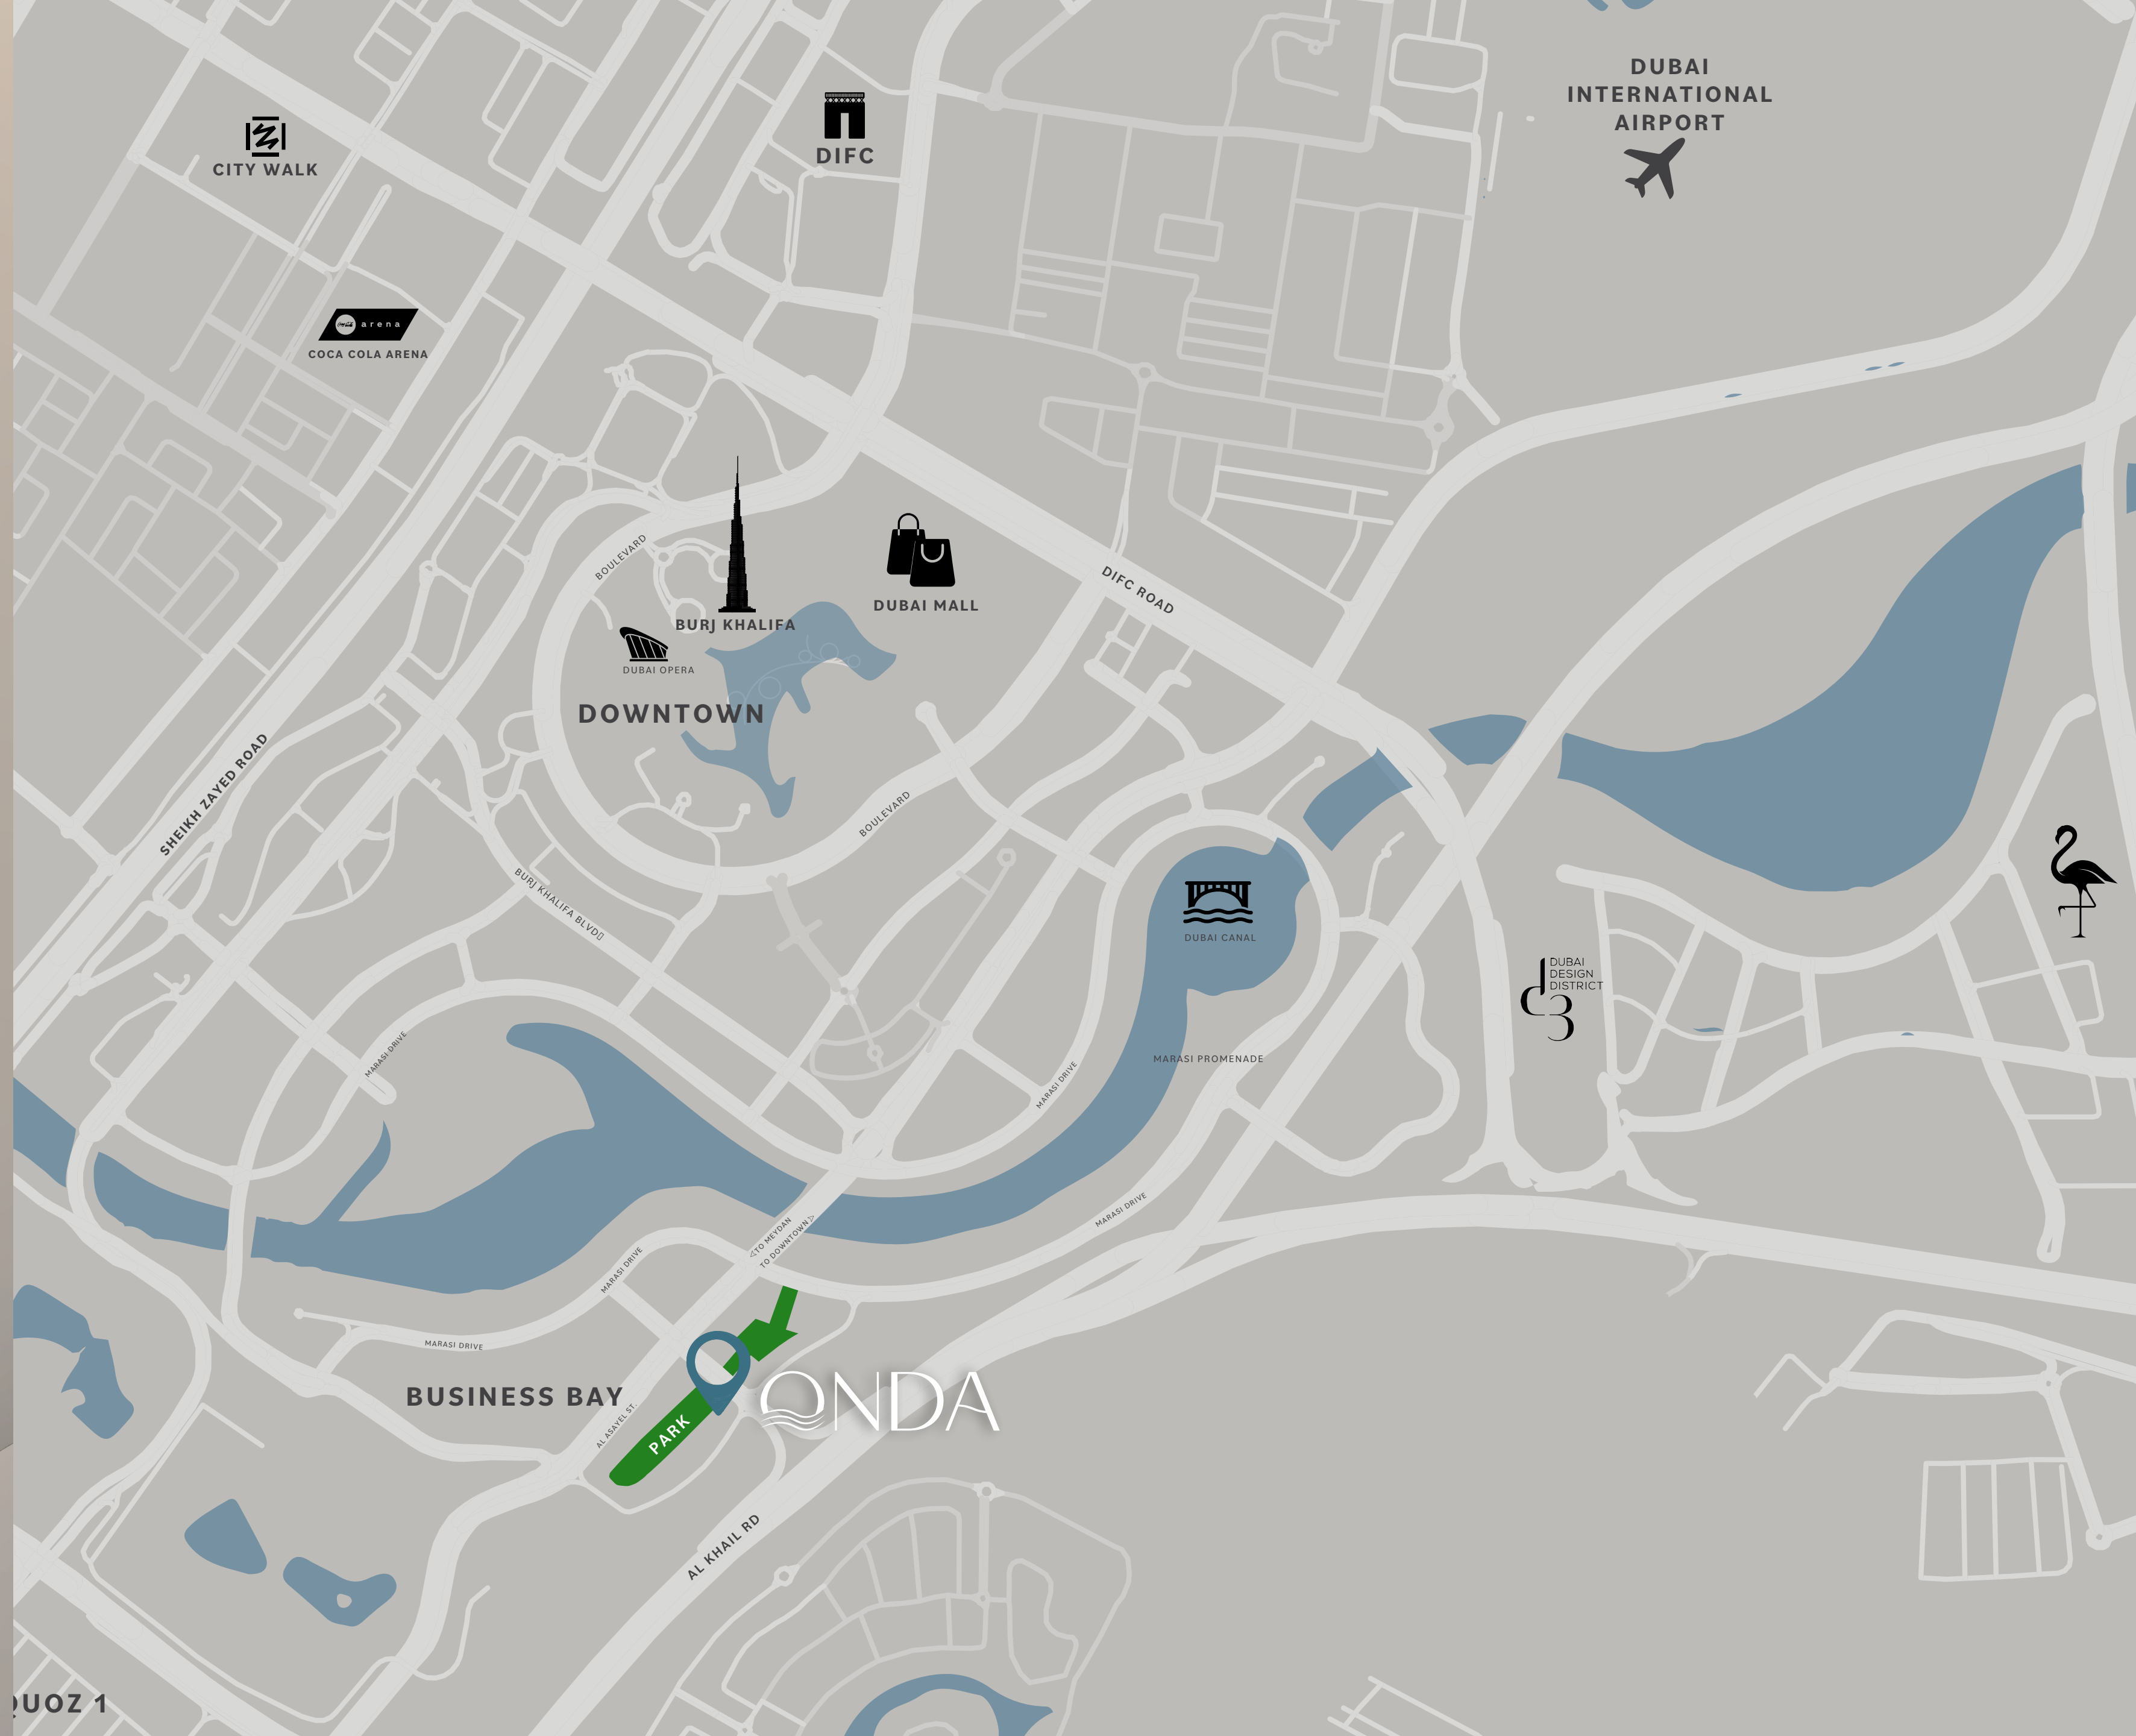 DUBAI
INTERNATIONAL
AIRPORT
DIFC
CITY WALK
arena
COCA COLA ARENA
BOULEVARD
DIFC ROAD
DUBAI MALL
BURJ KHALIFA
DUBAI OPERA
DOWNTOWN
SHEIKH ZAYED ROAD
BOULEVARD
BURJ KHALIFA BLVD
DUBAI CANAL
DUBAI
DESIGN
DISTRICT
d3
MARASI DRIVE
MARASI PROMENADE
MARASI DRIVE
MARASI DRIVE
TO MEYDAN
TO DOWNTOWN
MARASI DRIVE
MARASI DRIVE
BUSINESS BAY
AL ASAYEL ST.
PARK
ONDA
AL KHAIL RD
QUOZ 1